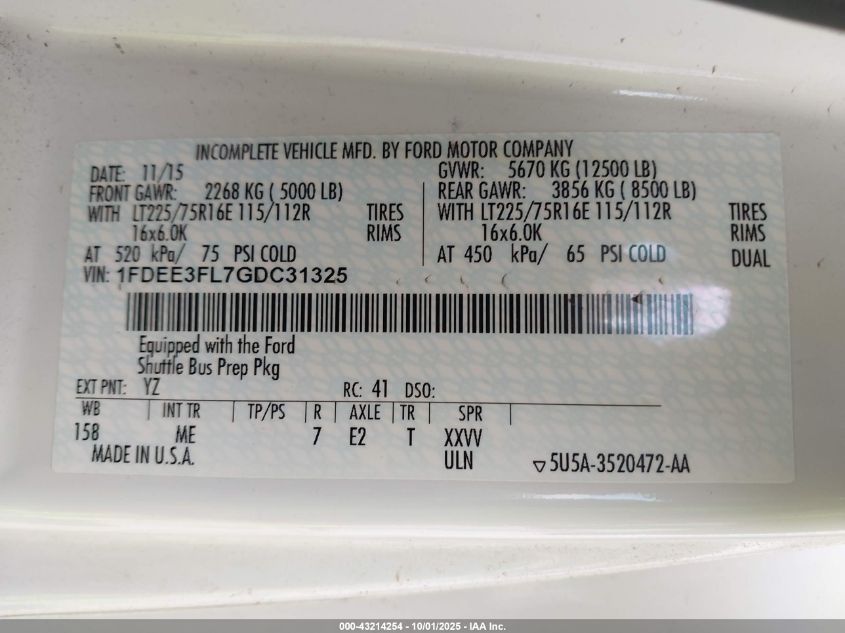 INCOMPLETE VEHICLE MFD. BY FORD MOTOR COMPANY
DATE: 11/15 GVWR: 5670 KG (12500 LB)
FRONT GAWR: 2268 KG ( 5000 LB) REAR GAWR: 3856 KG ( 8500 LB)
WITH LT225/75R16E 115/112R TIRES WITH LT225/75R16E 115/112R TIRES
16x6.0K RIMS 16x6.0K RIMS
AT 520 kPa/ 75 PSI COLD AT 450 kPa/ 65 PSI COLD DUAL
VIN: 1FDEE3FL7GDC31325
Equipped with the Ford
Shuttle Bus Prep Pkg
EXT PNT: YZ RC: 41 DSO:
WB INT TR TP/PS R AXLE TR SPR
158 ME 7 E2 T XXVV
MADE IN U.S.A. ULN ▽5U5A-3520472-AA
000-43214254 - 10/01/2025 - IAA Inc.